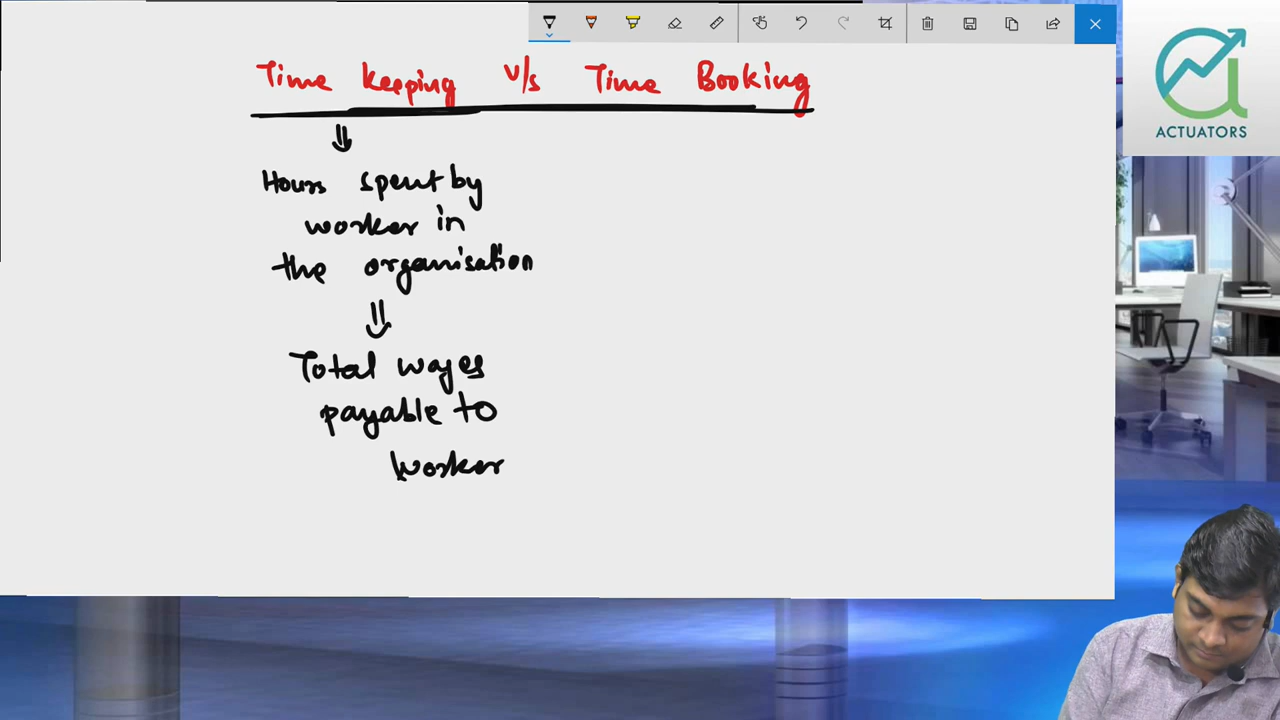 Time Keeping v/s Time Booking
ACTUATORS
⇓
Hours spent by
worker in
the organisation
⇓
Total wages
payable to
worker